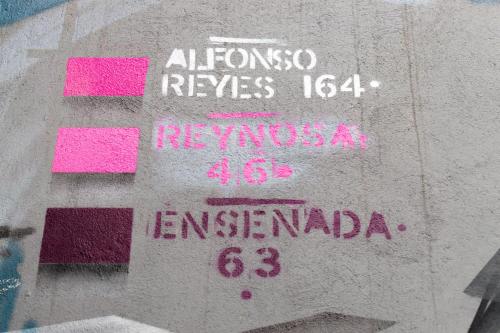 ALFONSO
REYES 164.
REYNOSA
46
ENSENADA.
63